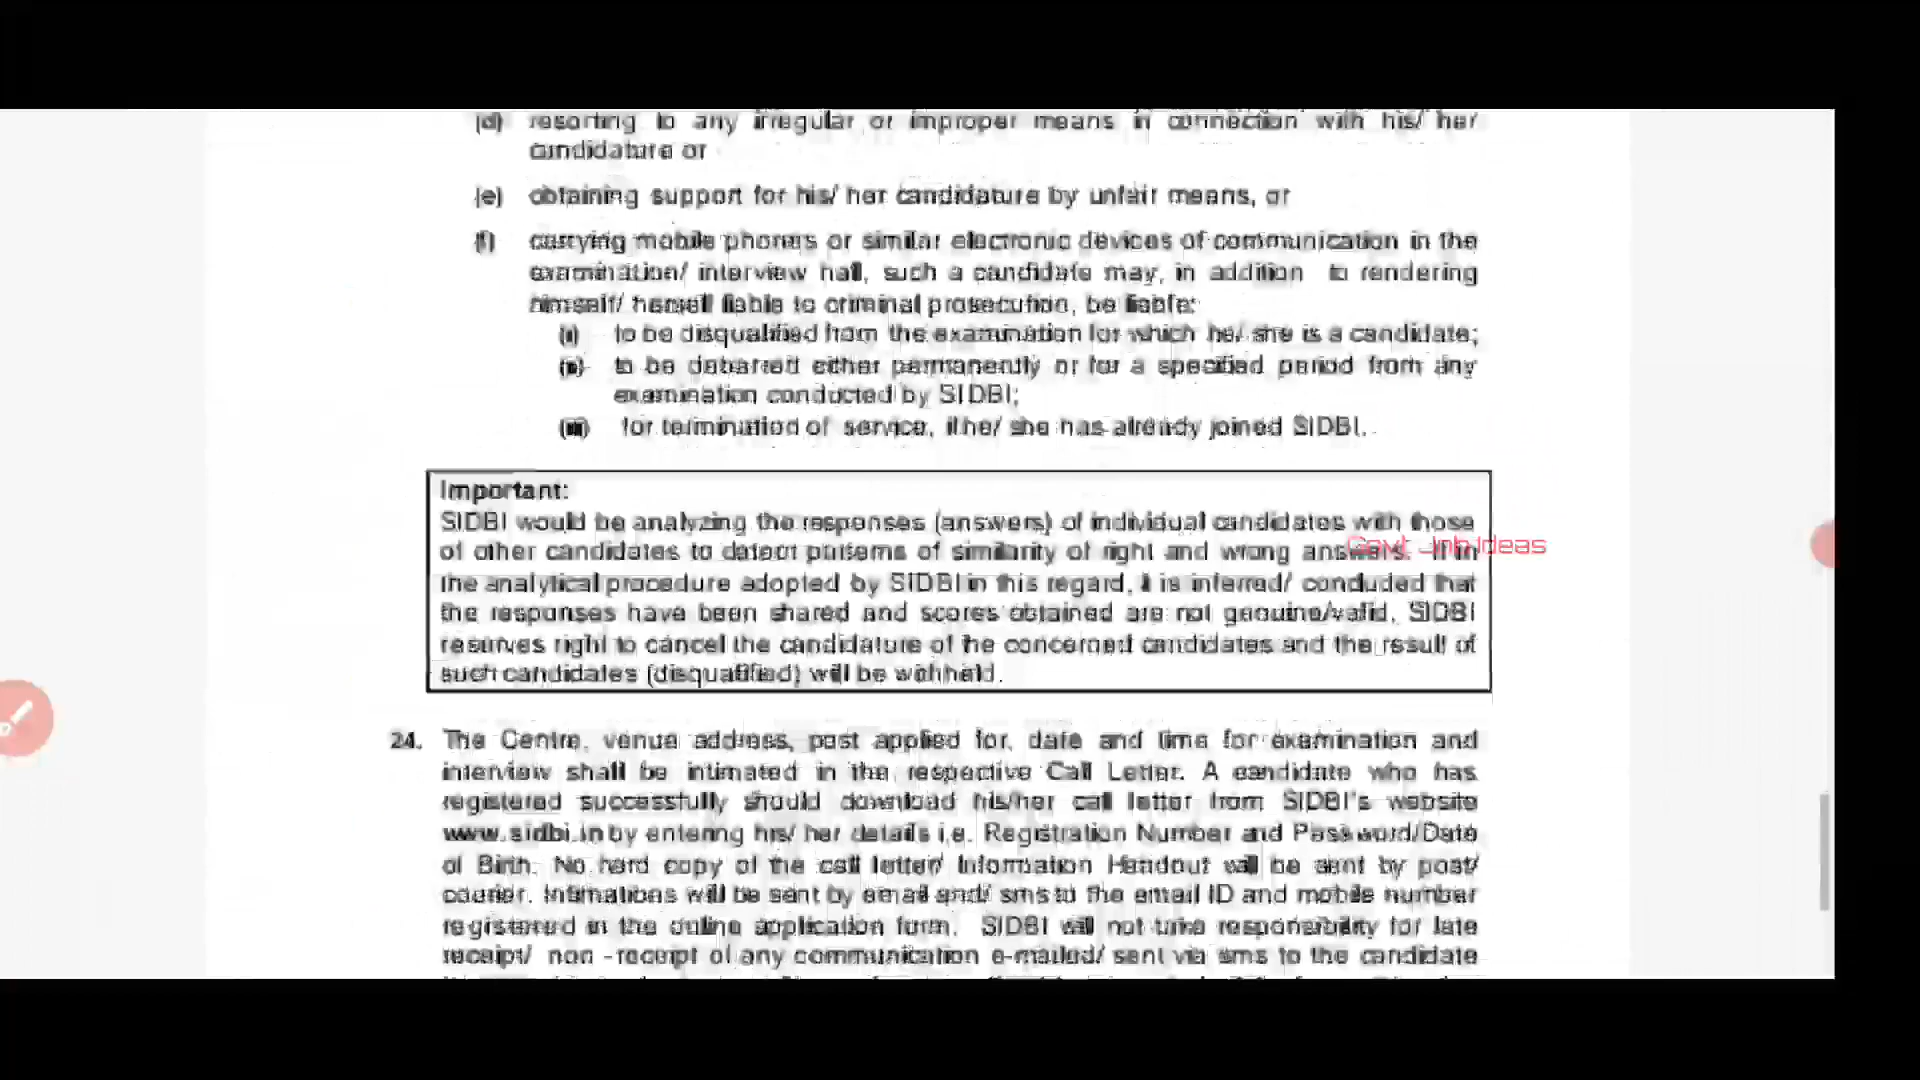 (d) resorting to any irregular or improper means in connection with his/ her
candidature or
(e) obtaining support for his/ her candidature by unfair means, or
(f) carrying mobile phones or similar electronic devices of communication in the
examination/ interview hall, such a candidate may, in addition to rendering
himself/ herself liable to criminal prosecution, be liable:
(i) to be disqualified from the examination for which he/ she is a candidate;
(ii) to be debarred either permanently or for a specified period from any
examination conducted by SIDBI;
(iii) for termination of service, if he/ she has already joined SIDBI.
Important:
SIDBI would be analyzing the responses (answers) of individual candidates with those
of other candidates to detect patterns of similarity of right and wrong answers. If in
Govt Job Ideas
the analytical procedure adopted by SIDBI in this regard, it is inferred/ concluded that
the responses have been shared and scores obtained are not genuine/valid, SIDBI
reserves right to cancel the candidature of the concerned candidates and the result of
such candidates (disqualified) will be withheld.
24. The Centre, venue address, post applied for, date and time for examination and
interview shall be intimated in the respective Call Letter. A candidate who has
registered successfully should download his/her call letter from SIDBI's website
www.sidbi.in by entering his/ her details i.e. Registration Number and Password/Date
of Birth. No hard copy of the call letter/ Information Handout will be sent by post/
courier. Intimations will be sent by email and/ sms to the email ID and mobile number
registered in the online application form. SIDBI will not take responsibility for late
receipt/ non -receipt of any communication e-mailed/ sent via sms to the candidate